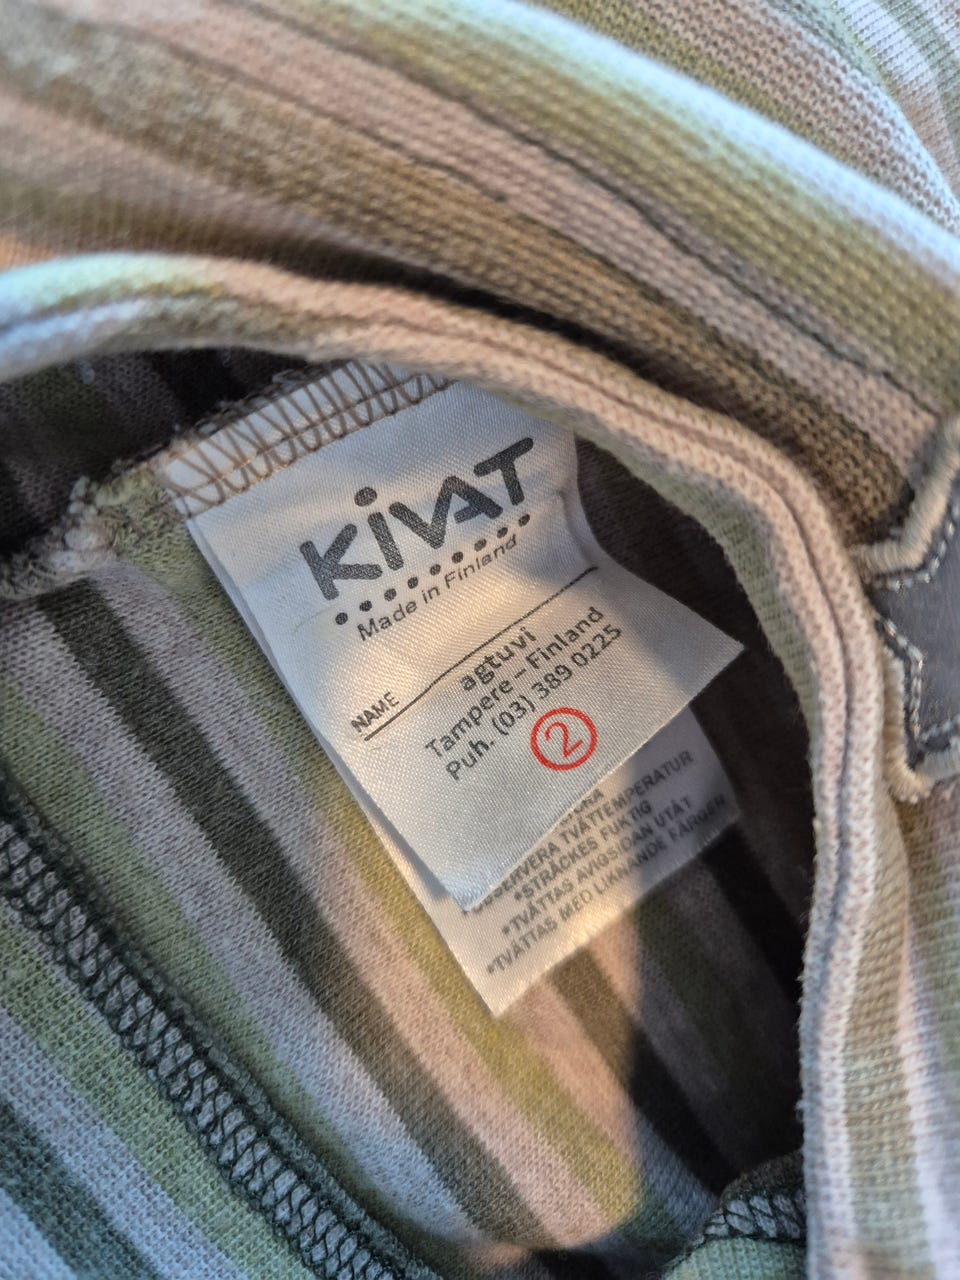 KiVAT
Made in Finland
NAME
agtuvi
Tampere – Finland
Puh. (03) 389 0225
2
TVÄTTEMPERATUR
*STRÄCKES FUKTIG
*TVÄTTAS AVIGSIDAN UTÅT
*TVÄTTAS MED LIKNANDE FÄRGER